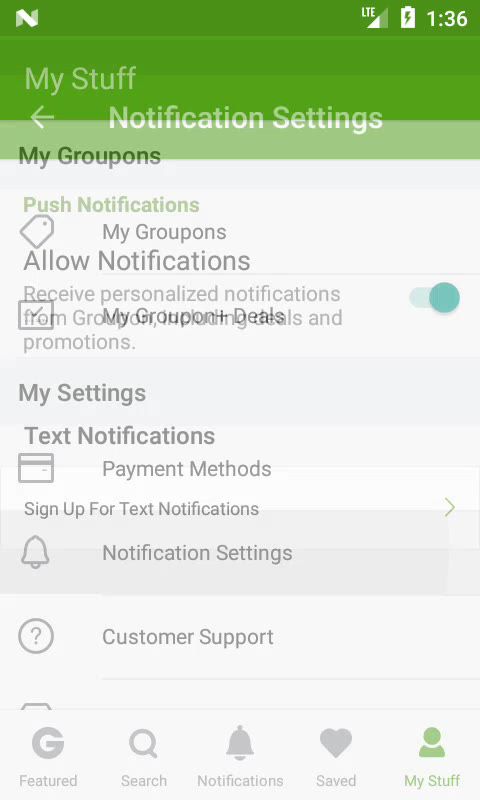 LTE 1:36
My Stuff
Notification Settings
My Groupons
Push Notifications
My Groupons
Allow Notifications
Receive personalized notifications
from Groupon, including deals and
promotions.
My Groupon+ Deals
My Settings
Text Notifications
Payment Methods
Sign Up For Text Notifications
Notification Settings
Customer Support
Featured Search Notifications Saved My Stuff